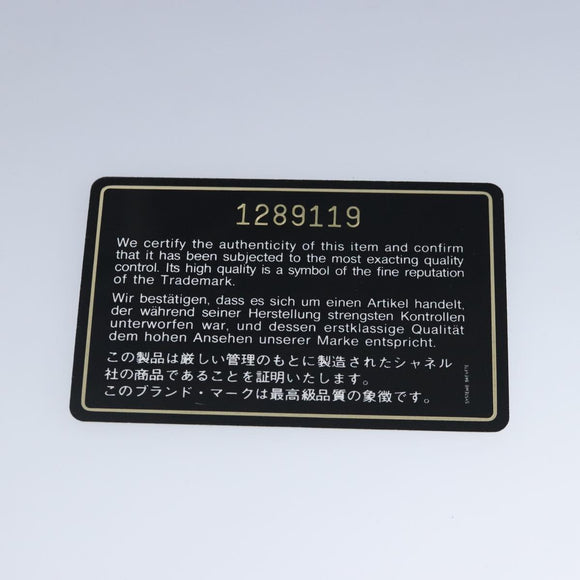 1289119
We certify the authenticity of this item and confirm
that it has been subjected to the most exacting quality
control. Its high quality is a symbol of the fine reputation
of the Trademark.
Wir bestätigen, dass es sich um einen Artikel handelt,
der während seiner Herstellung strengsten Kontrollen
unterworfen war, und dessen erstklassige Qualität
dem hohen Ansehen unserer Marke entspricht.
この製品は厳しい管理のもとに製造されたシャネル
社の商品であることを証明いたします。
このブランド・マークは最高級品質の象徴です。